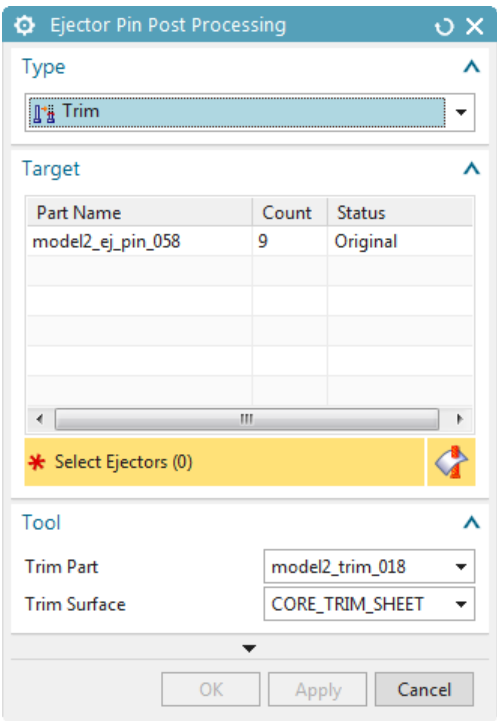 Ejector Pin Post Processing
Type
Trim
Target
Part Name Count Status
model2_ej_pin_058 9 Original
* Select Ejectors (0)
Tool
Trim Part model2_trim_018
Trim Surface CORE_TRIM_SHEET
OK Apply Cancel